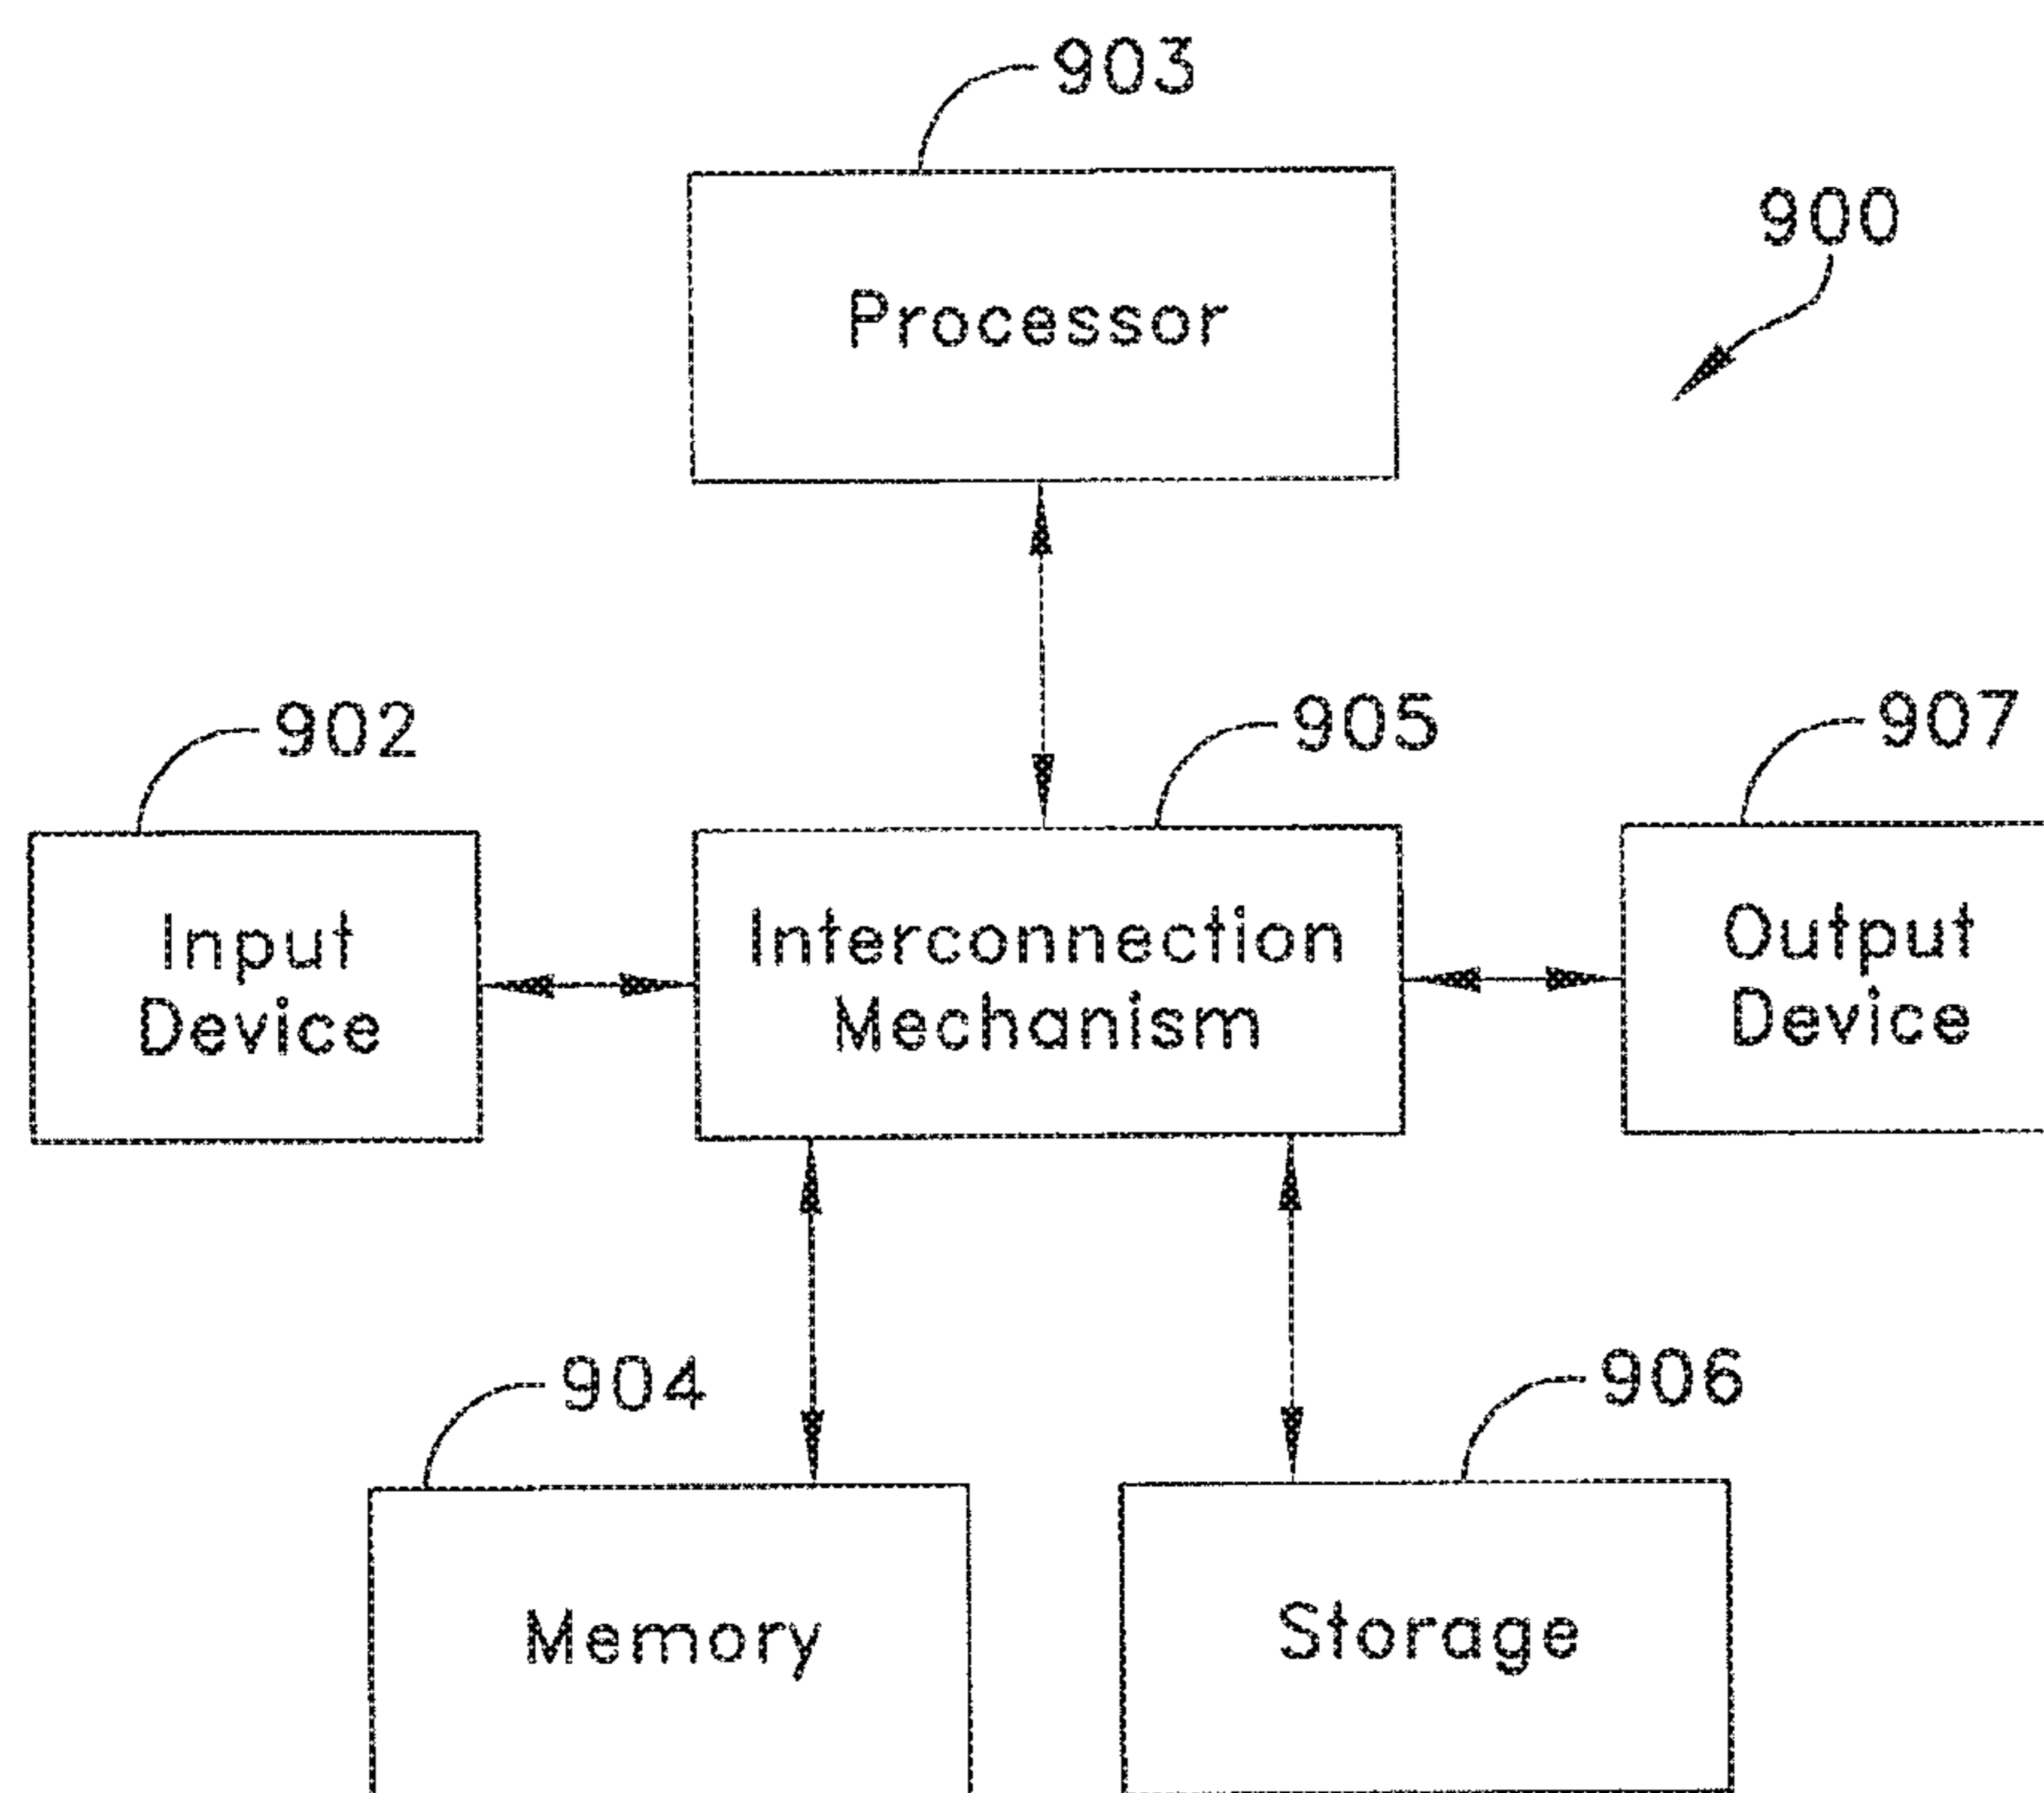 903
900
Processor
902
905
907
Input
Device
Interconnection
Mechanism
Output
Device
904
906
Memory
Storage